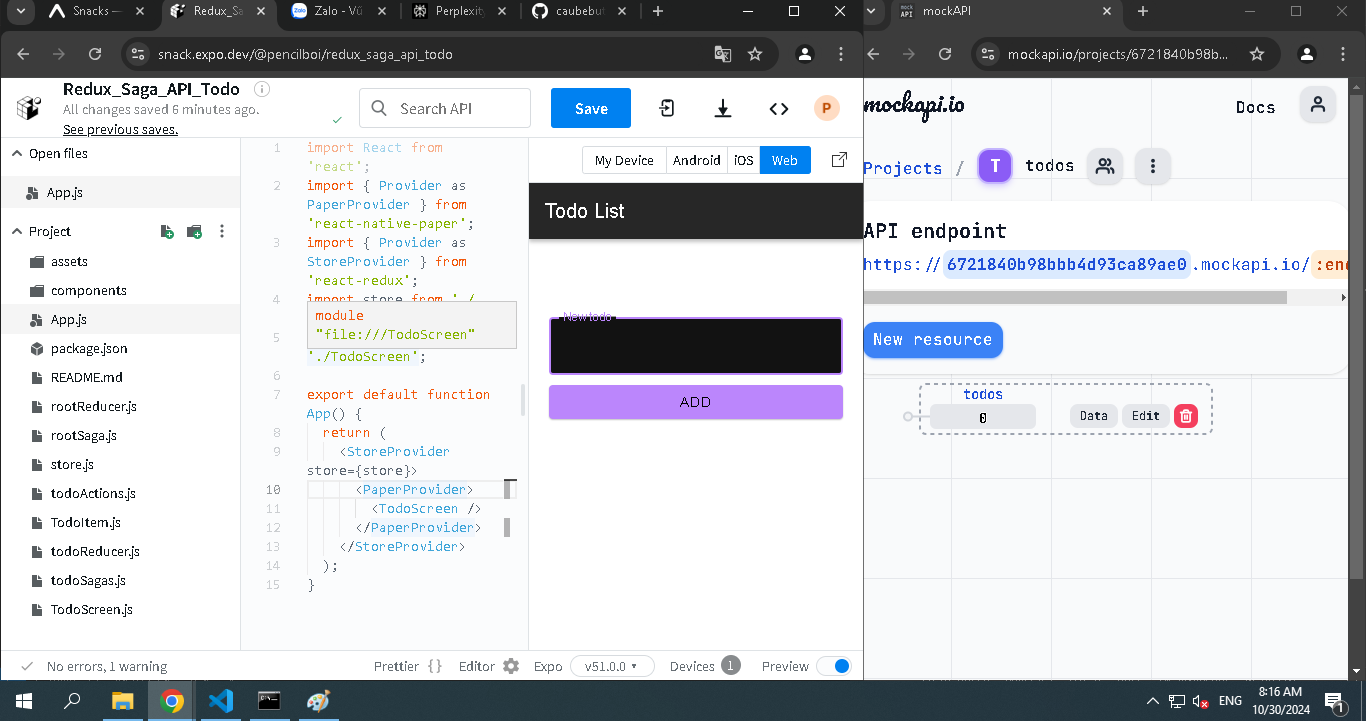 Snacks —
Redux_Sa
Zalo - Vũ
Perplexity
caubebut
mockAPI
snack.expo.dev/@pencilboi/redux_saga_api_todo
mockapi.io/projects/6721840b98b...
Redux_Saga_API_Todo
All changes saved 6 minutes ago.
See previous saves.
Search API
Save
P
Open files
App.js
Project
assets
components
App.js
package.json
README.md
rootReducer.js
rootSaga.js
store.js
todoActions.js
TodoItem.js
todoReducer.js
todoSagas.js
TodoScreen.js
1 import React from
'react';
2 import { Provider as
PaperProvider } from
'react-native-paper';
3 import { Provider as
StoreProvider } from
'react-redux';
4 import store from './
module
"file:///TodoScreen"
5 './TodoScreen';
6
7 export default function
App() {
8 return (
9 <StoreProvider
store={store}>
10 <PaperProvider>
11 <TodoScreen />
12 </PaperProvider>
13 </StoreProvider>
14 );
15 }
My Device
Android
iOS
Web
Todo List
New todo
ADD
No errors, 1 warning
Prettier {}
Editor
Expo
v51.0.0
Devices 1
Preview
mockapi.io
Docs
Projects / T todos
API endpoint
https://6721840b98bbb4d93ca89ae0.mockapi.io/:end
New resource
todos
Data
Edit
ENG
8:16 AM
10/30/2024
1